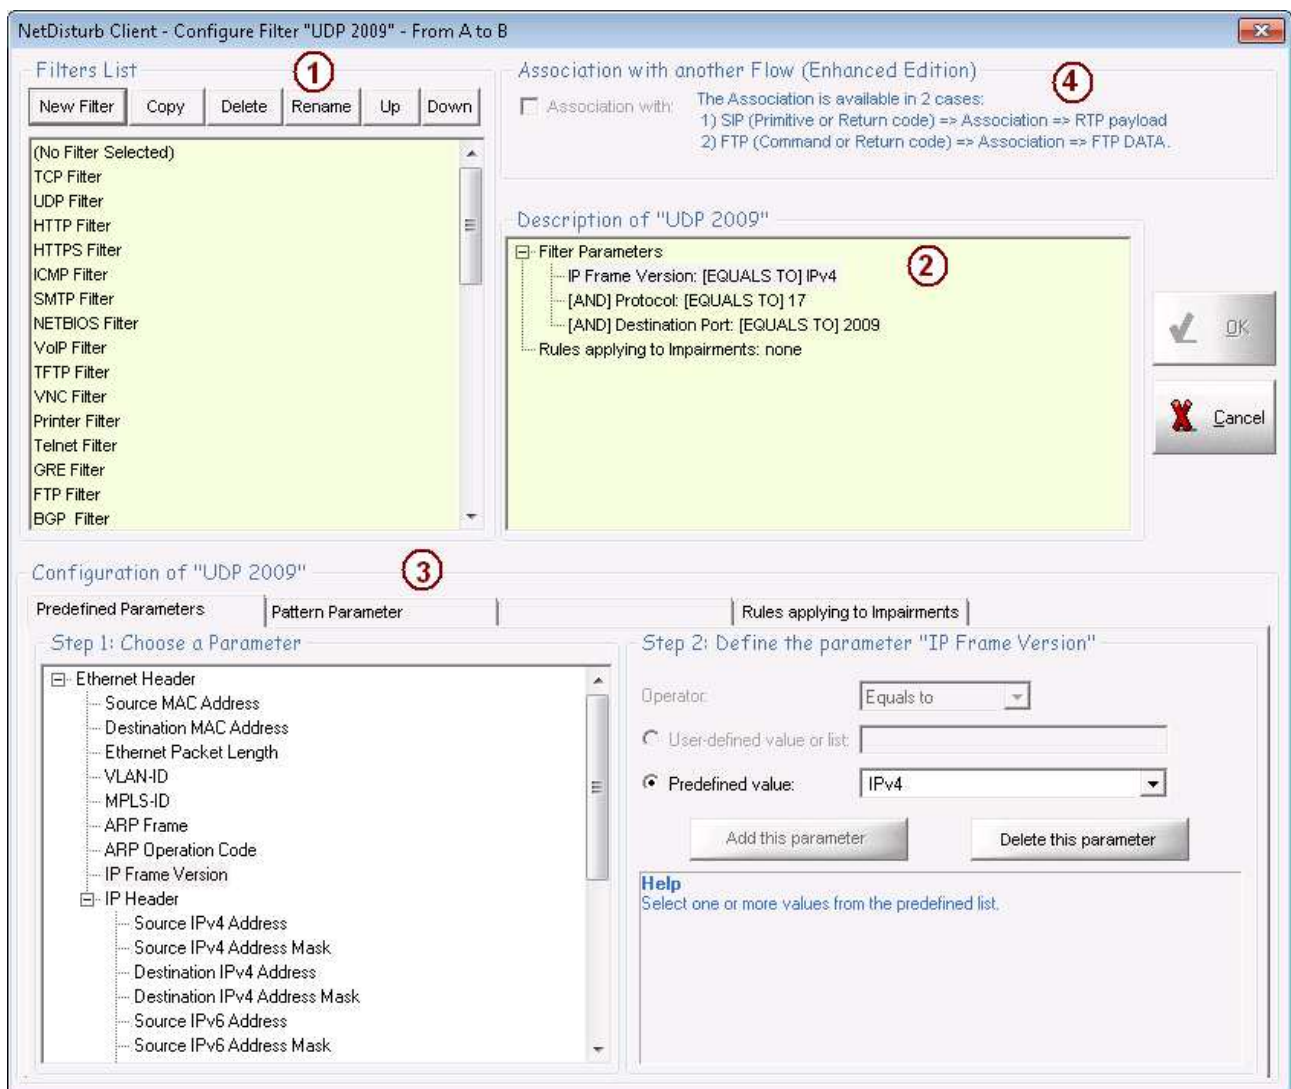 NetDisturb Client - Configure Filter "UDP 2009" - From A to B
Filters List
1
New Filter
Copy
Delete
Rename
Up
Down
(No Filter Selected)
TCP Filter
UDP Filter
HTTP Filter
HTTPS Filter
ICMP Filter
SMTP Filter
NETBIOS Filter
VoIP Filter
TFTP Filter
VNC Filter
Printer Filter
Telnet Filter
GRE Filter
FTP Filter
BGP Filter
Association with another Flow (Enhanced Edition)
4
Association with:
The Association is available in 2 cases:
1) SIP (Primitive or Return code) => Association => RTP payload
2) FTP (Command or Return code) => Association => FTP DATA.
Description of "UDP 2009"
2
Filter Parameters
IP Frame Version: [EQUALS TO] IPv4
[AND] Protocol: [EQUALS TO] 17
[AND] Destination Port: [EQUALS TO] 2009
Rules applying to Impairments: none
OK
Cancel
Configuration of "UDP 2009"
3
Predefined Parameters
Pattern Parameter
Rules applying to Impairments
Step 1: Choose a Parameter
Ethernet Header
Source MAC Address
Destination MAC Address
Ethernet Packet Length
VLAN-ID
MPLS-ID
ARP Frame
ARP Operation Code
IP Frame Version
IP Header
Source IPv4 Address
Source IPv4 Address Mask
Destination IPv4 Address
Destination IPv4 Address Mask
Source IPv6 Address
Source IPv6 Address Mask
Step 2: Define the parameter "IP Frame Version"
Operator:
Equals to
User-defined value or list:
Predefined value:
IPv4
Add this parameter
Delete this parameter
Help
Select one or more values from the predefined list.